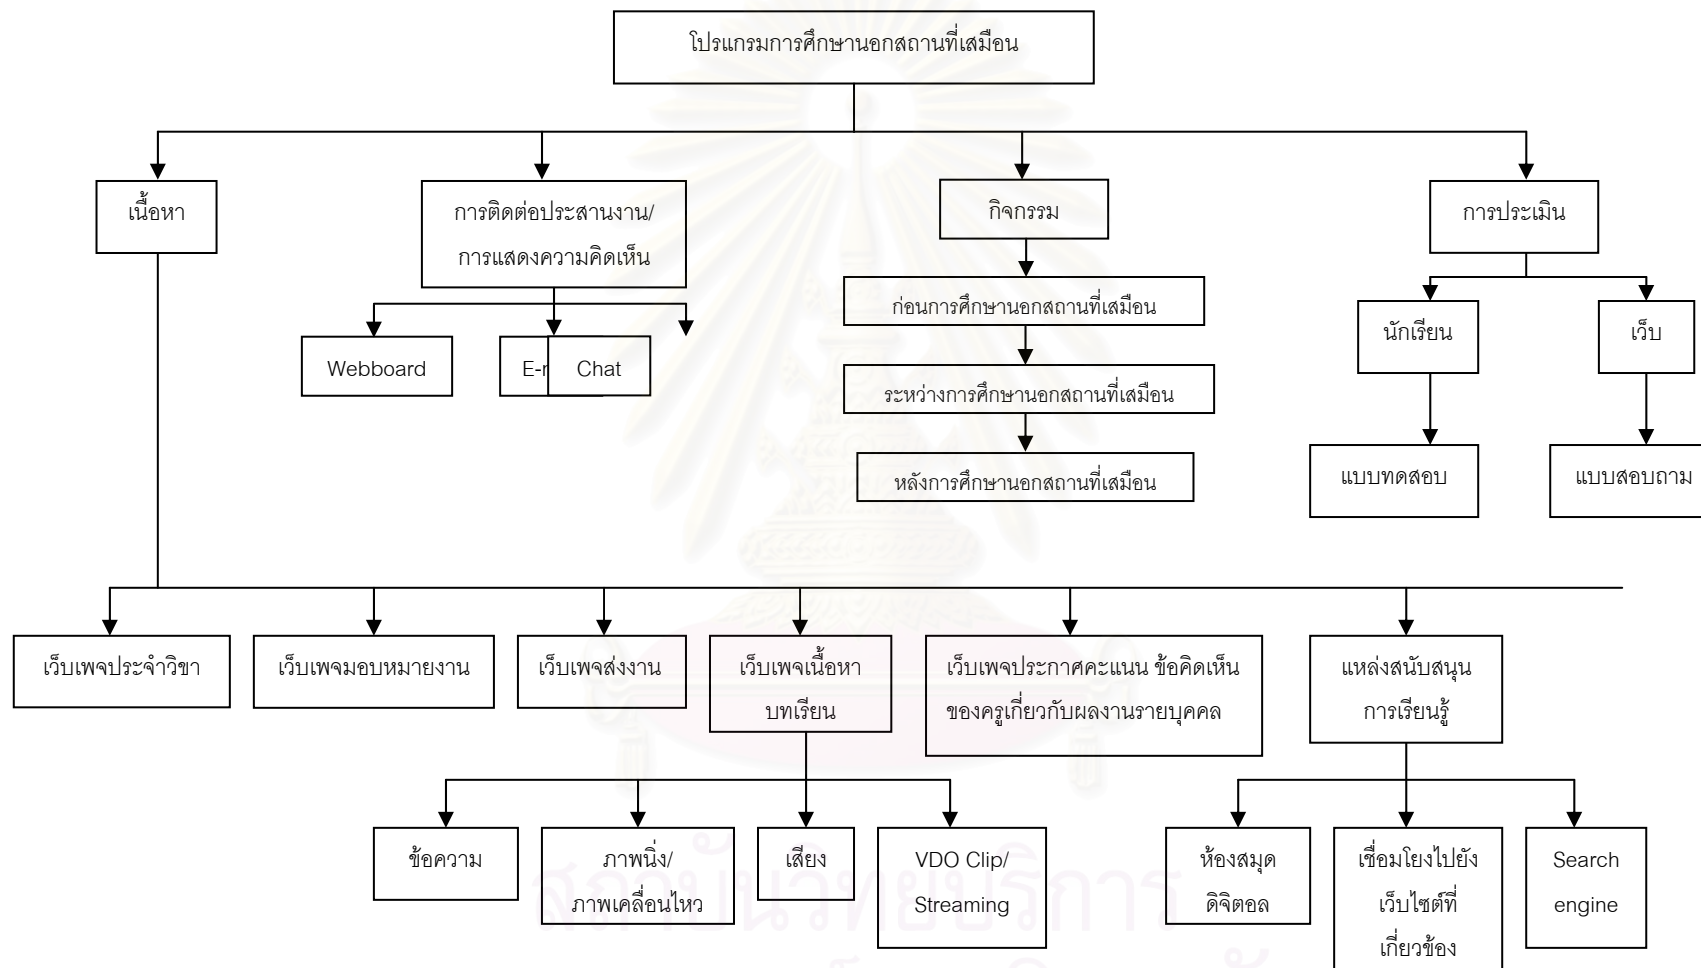 โปรแกรมการศึกษานอกสถานที่เสมือน
เนื้อหา
การติดต่อประสานงาน/
การแสดงความคิดเห็น
กิจกรรม
การประเมิน
ก่อนการศึกษานอกสถานที่เสมือน
นักเรียน
เว็บ
Webboard
Chat
ระหว่างการศึกษานอกสถานที่เสมือน
หลังการศึกษานอกสถานที่เสมือน
แบบทดสอบ
แบบสอบถาม
เว็บเพจประจำวิชา
เว็บเพจมอบหมายงาน
เว็บเพจส่งงาน
เว็บเพจเนื้อหา
บทเรียน
เว็บเพจประกาศคะแนน ข้อคิดเห็น
ของครูเกี่ยวกับผลงานรายบุคคล
แหล่งสนับสนุน
การเรียนรู้
ข้อความ
ภาพนิ่ง/
ภาพเคลื่อนไหว
เสียง
VDO Clip/
Streaming
ห้องสมุด
ดิจิตอล
เชื่อมโยงไปยัง
เว็บไซต์ที่
เกี่ยวข้อง
Search
engine
สถาบันวิทยบริการ